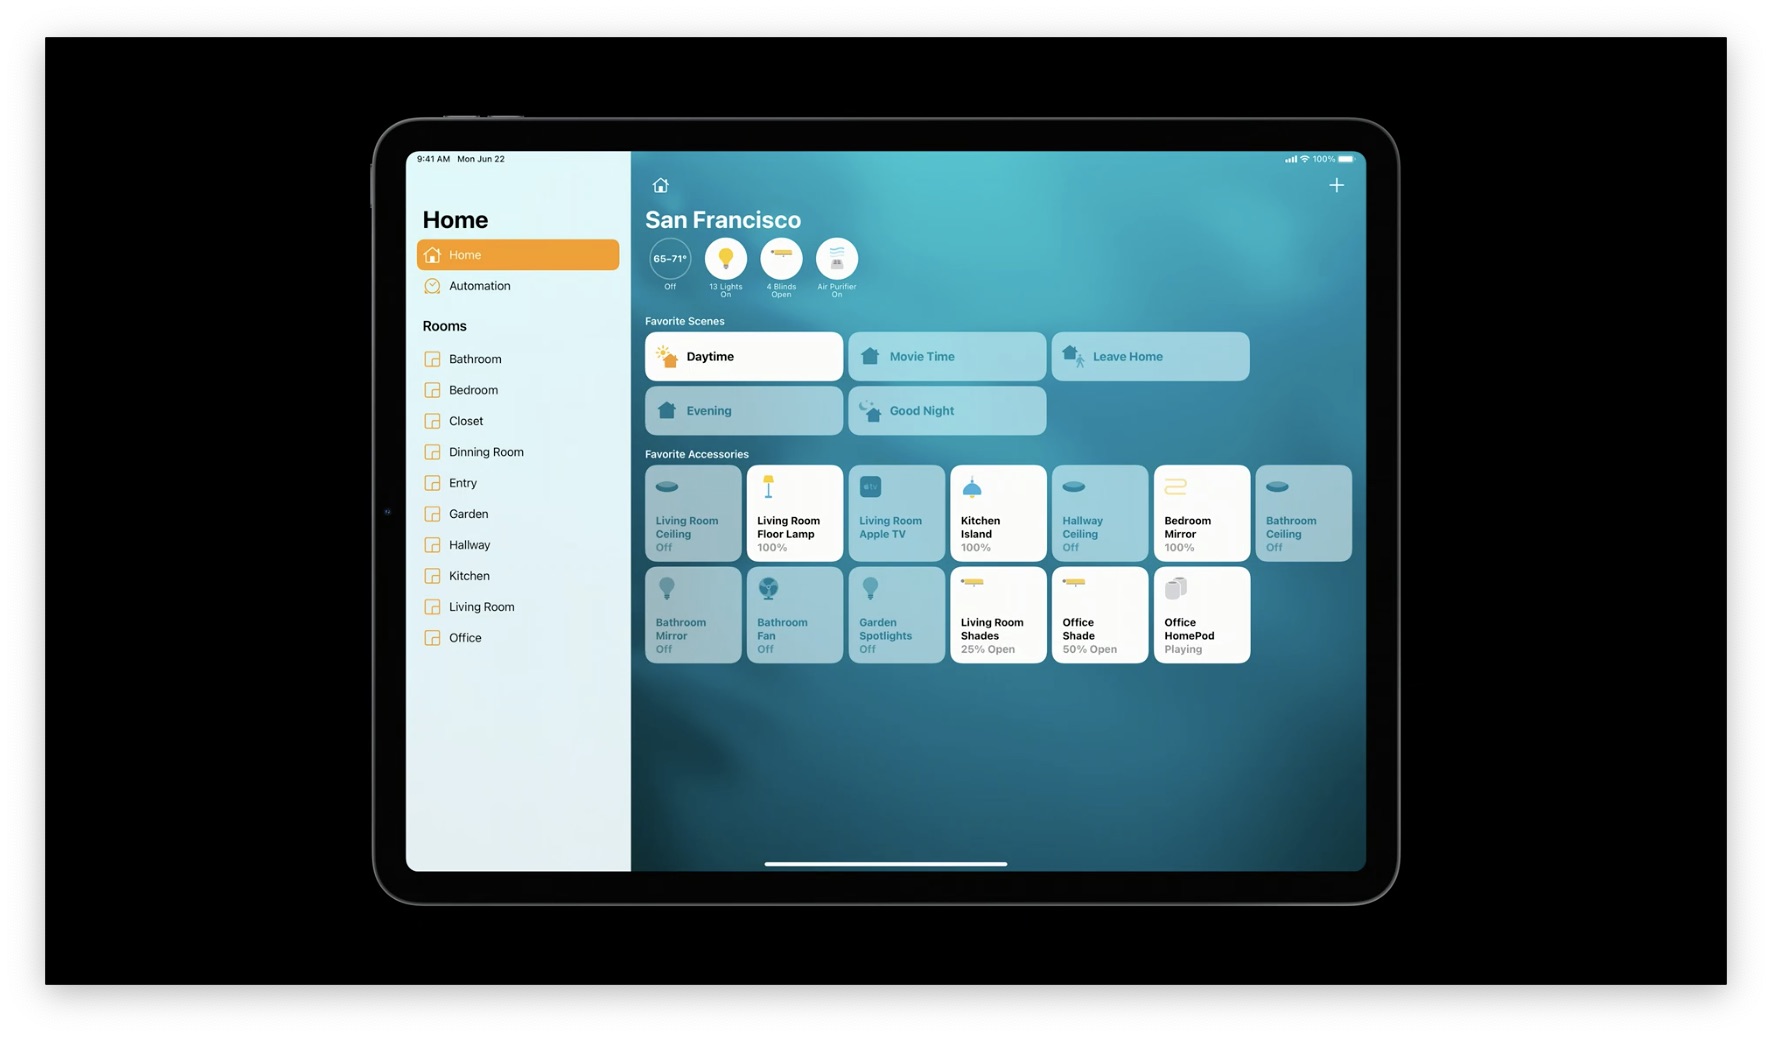 9:41 AM Mon Jun 22
100%
Home
Home
Automation
Rooms
Bathroom
Bedroom
Closet
Dinning Room
Entry
Garden
Hallway
Kitchen
Living Room
Office
San Francisco
65–71°
Off
13 Lights
On
4 Blinds
Open
Air Purifier
On
Favorite Scenes
Daytime
Movie Time
Leave Home
Evening
Good Night
Favorite Accessories
Living Room
Ceiling
Off
Living Room
Floor Lamp
100%
tv
Living Room
Apple TV
Kitchen
Island
100%
Hallway
Ceiling
Off
Bedroom
Mirror
100%
Bathroom
Ceiling
Off
Bathroom
Mirror
Off
Bathroom
Fan
Off
Garden
Spotlights
Off
Living Room
Shades
25% Open
Office
Shade
50% Open
Office
HomePod
Playing